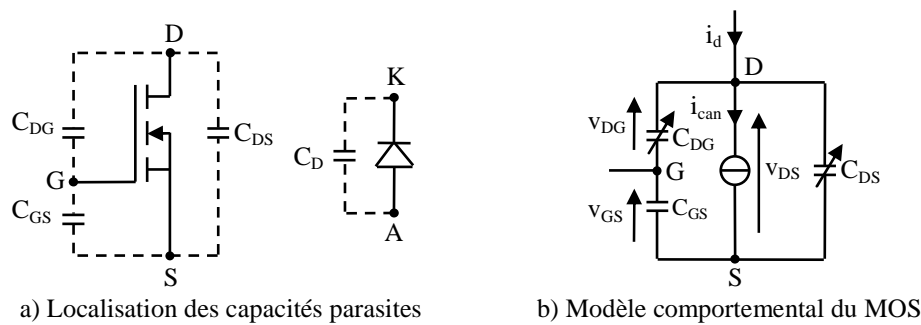 D
C_DG
G
C_GS
S
C_DS
K
C_D
A
i_d
D
i_can
v_DG
C_DG
G
v_DS
C_DS
v_GS
C_GS
S
a) Localisation des capacités parasites
b) Modèle comportemental du MOS